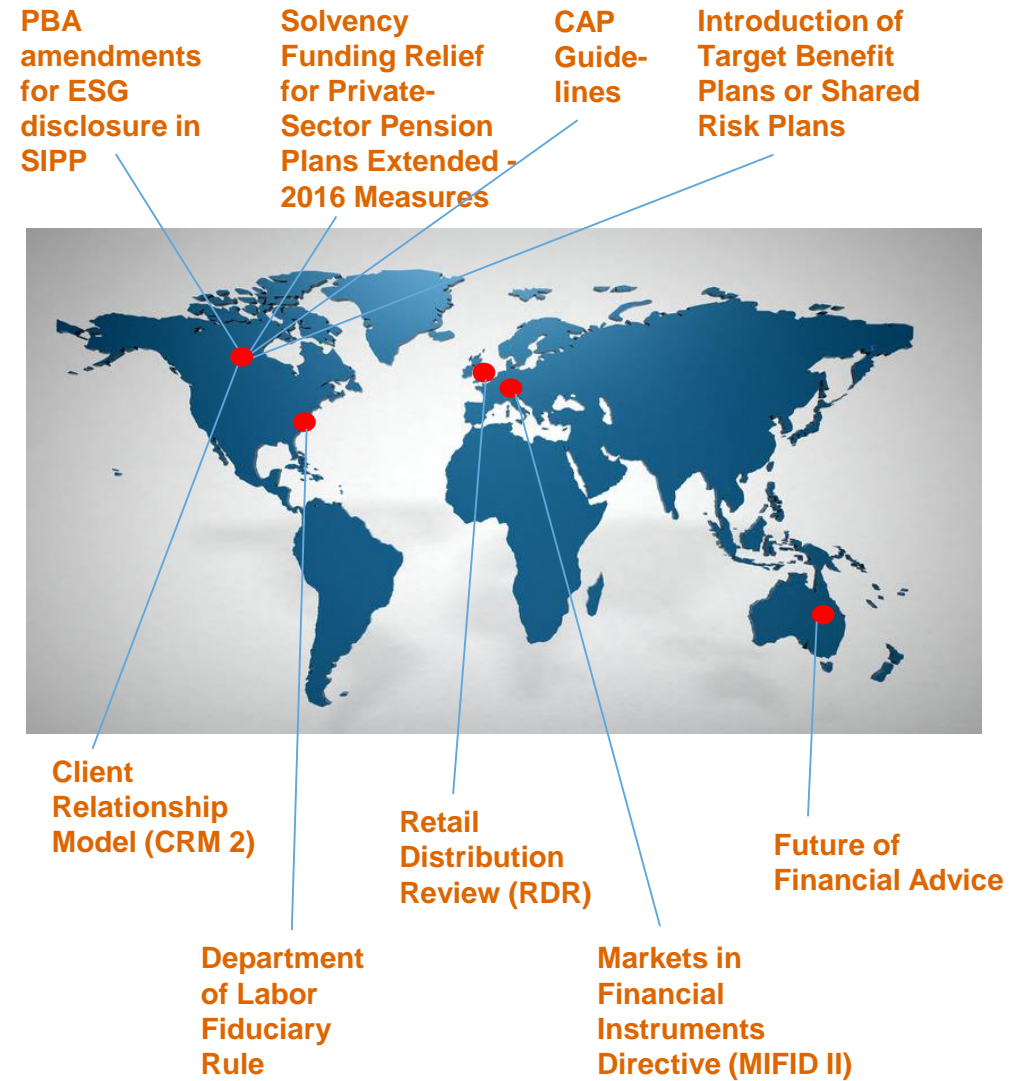 PBA
amendments
for ESG
disclosure in
SIPP
Solvency
Funding Relief
for Private-
Sector Pension
Plans Extended -
2016 Measures
CAP
Guide-
lines
Introduction of
Target Benefit
Plans or Shared
Risk Plans
Client
Relationship
Model (CRM 2)
Retail
Distribution
Review (RDR)
Future of
Financial Advice
Department
of Labor
Fiduciary
Rule
Markets in
Financial
Instruments
Directive (MIFID II)